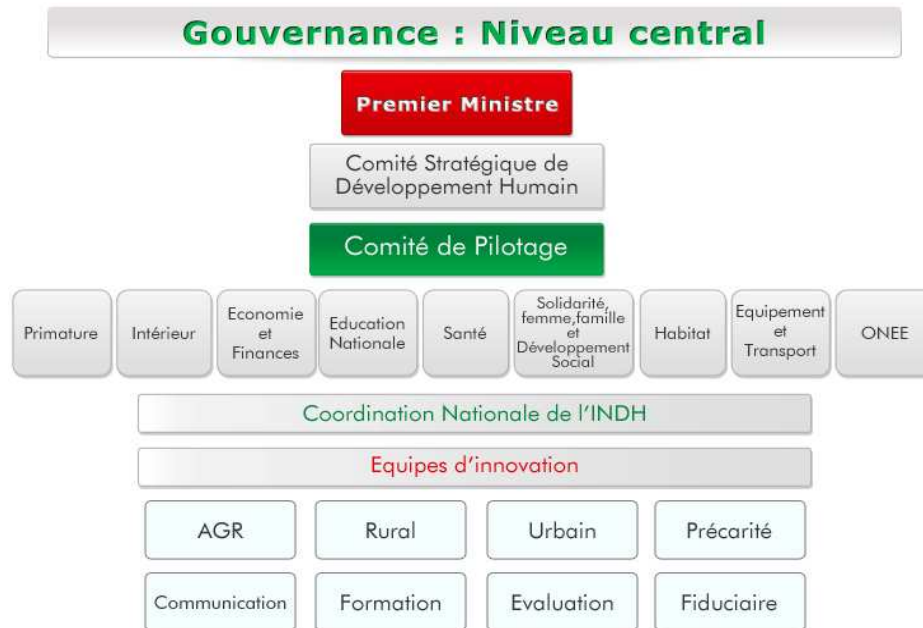 Gouvernance : Niveau central
Premier Ministre
Comité Stratégique de
Développement Humain
Comité de Pilotage
Primature
Intérieur
Economie
et
Finances
Education
Nationale
Santé
Solidarité,
femme,famille
et
Développement
Social
Habitat
Equipement
et
Transport
ONEE
Coordination Nationale de l'INDH
Equipes d'innovation
AGR
Rural
Urbain
Précarité
Communication
Formation
Evaluation
Fiduciaire